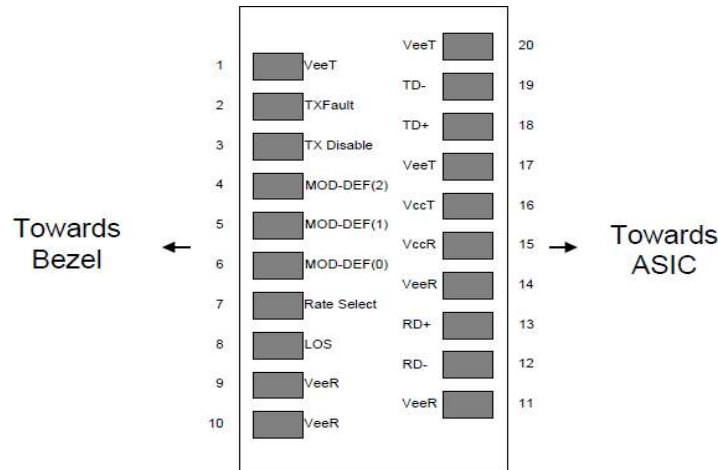 Towards
Bezel
1 VeeT
2 TXFault
3 TX Disable
4 MOD-DEF(2)
5 MOD-DEF(1)
6 MOD-DEF(0)
7 Rate Select
8 LOS
9 VeeR
10 VeeR
VeeT 20
TD- 19
TD+ 18
VeeT 17
VccT 16
VccR 15
VeeR 14
RD+ 13
RD- 12
VeeR 11
Towards
ASIC